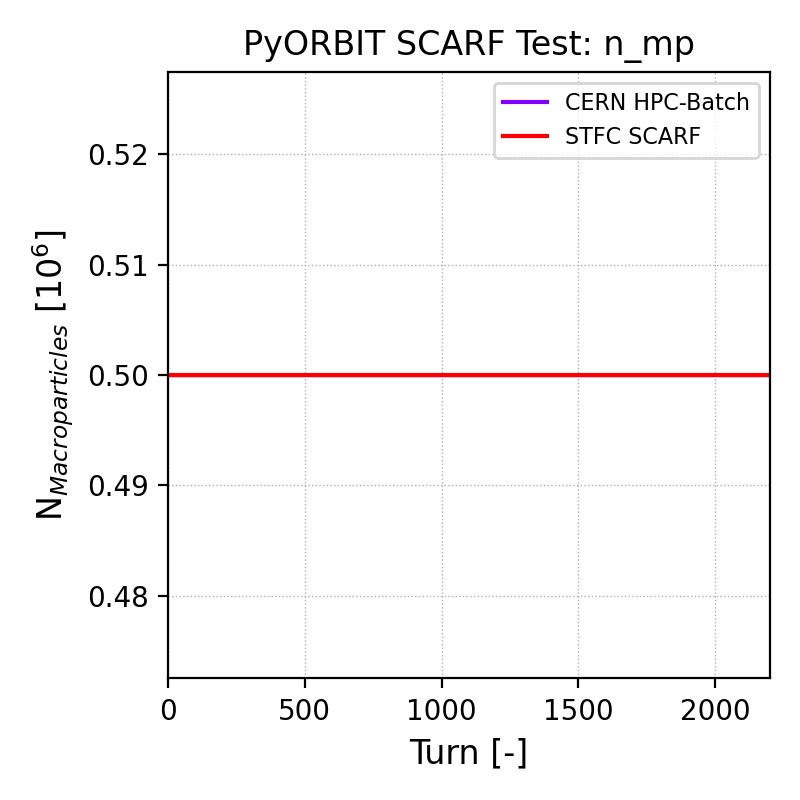 PyORBIT SCARF Test: n_mp
CERN HPC-Batch
STFC SCARF
N_{Macroparticles} [10^6]
0.52
0.51
0.50
0.49
0.48
0 500 1000 1500 2000
Turn [-]